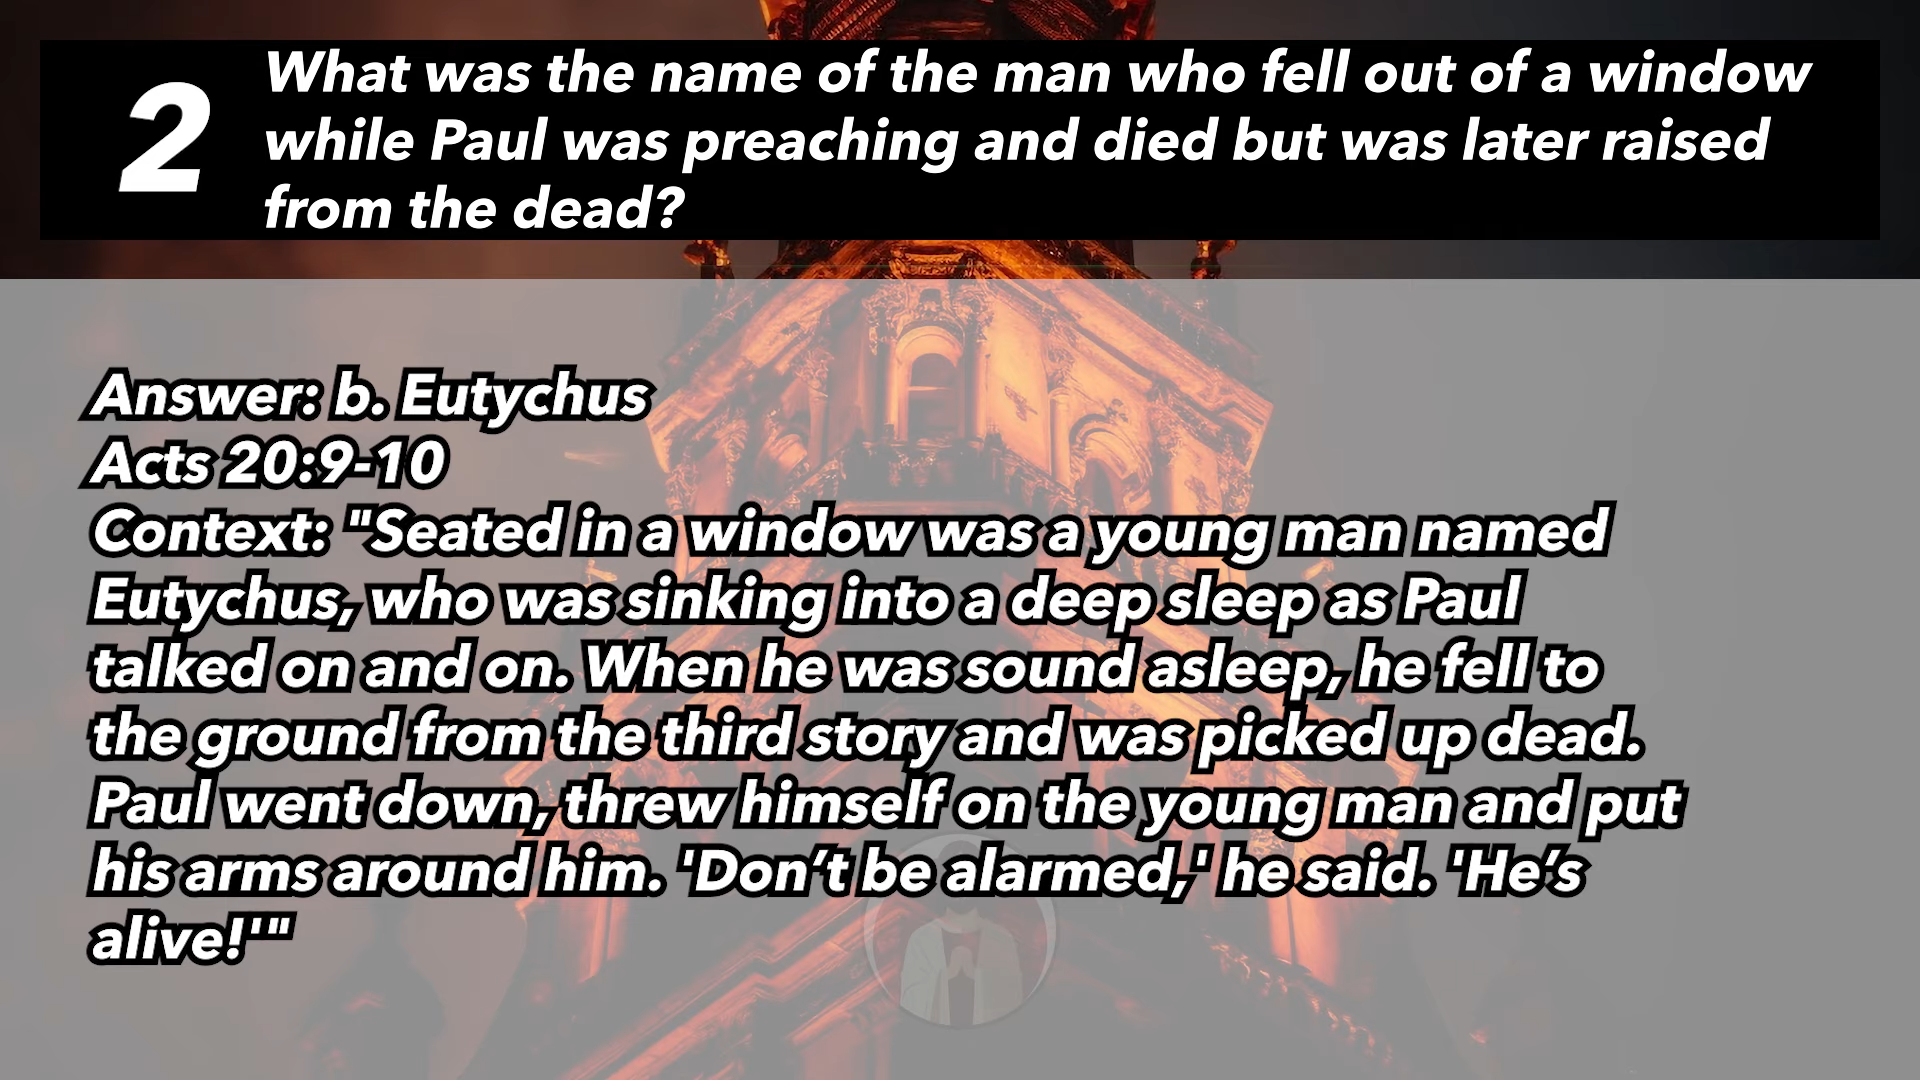 2
What was the name of the man who fell out of a window
while Paul was preaching and died but was later raised
from the dead?
Answer: b. Eutychus
Acts 20:9-10
Context: "Seated in a window was a young man named
Eutychus, who was sinking into a deep sleep as Paul
talked on and on. When he was sound asleep, he fell to
the ground from the third story and was picked up dead.
Paul went down, threw himself on the young man and put
his arms around him. 'Don’t be alarmed,' he said. 'He’s
alive!'"